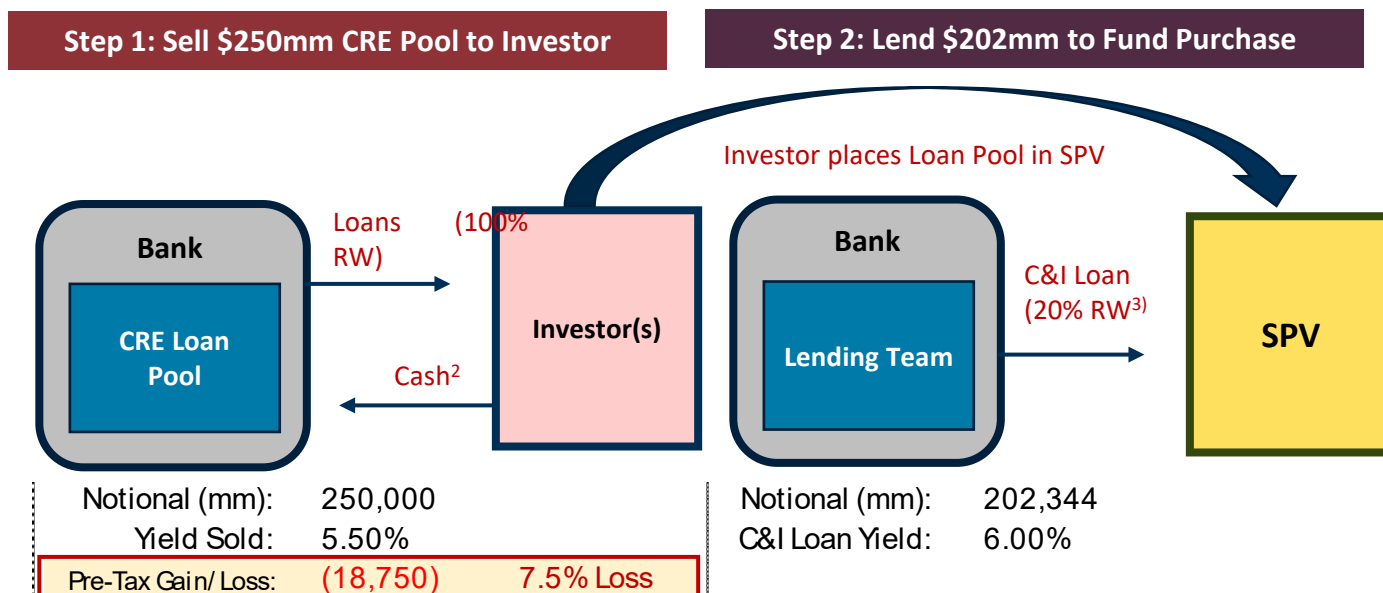 Step 1: Sell $250mm CRE Pool to Investor
Step 2: Lend $202mm to Fund Purchase
Investor places Loan Pool in SPV
Bank
CRE Loan
Pool
Loans (100%
RW)
Cash2
Investor(s)
Bank
Lending Team
C&I Loan
(20% RW3)
SPV
Notional (mm): 250,000
Yield Sold: 5.50%
Pre-Tax Gain/ Loss: (18,750) 7.5% Loss
Notional (mm): 202,344
C&I Loan Yield: 6.00%